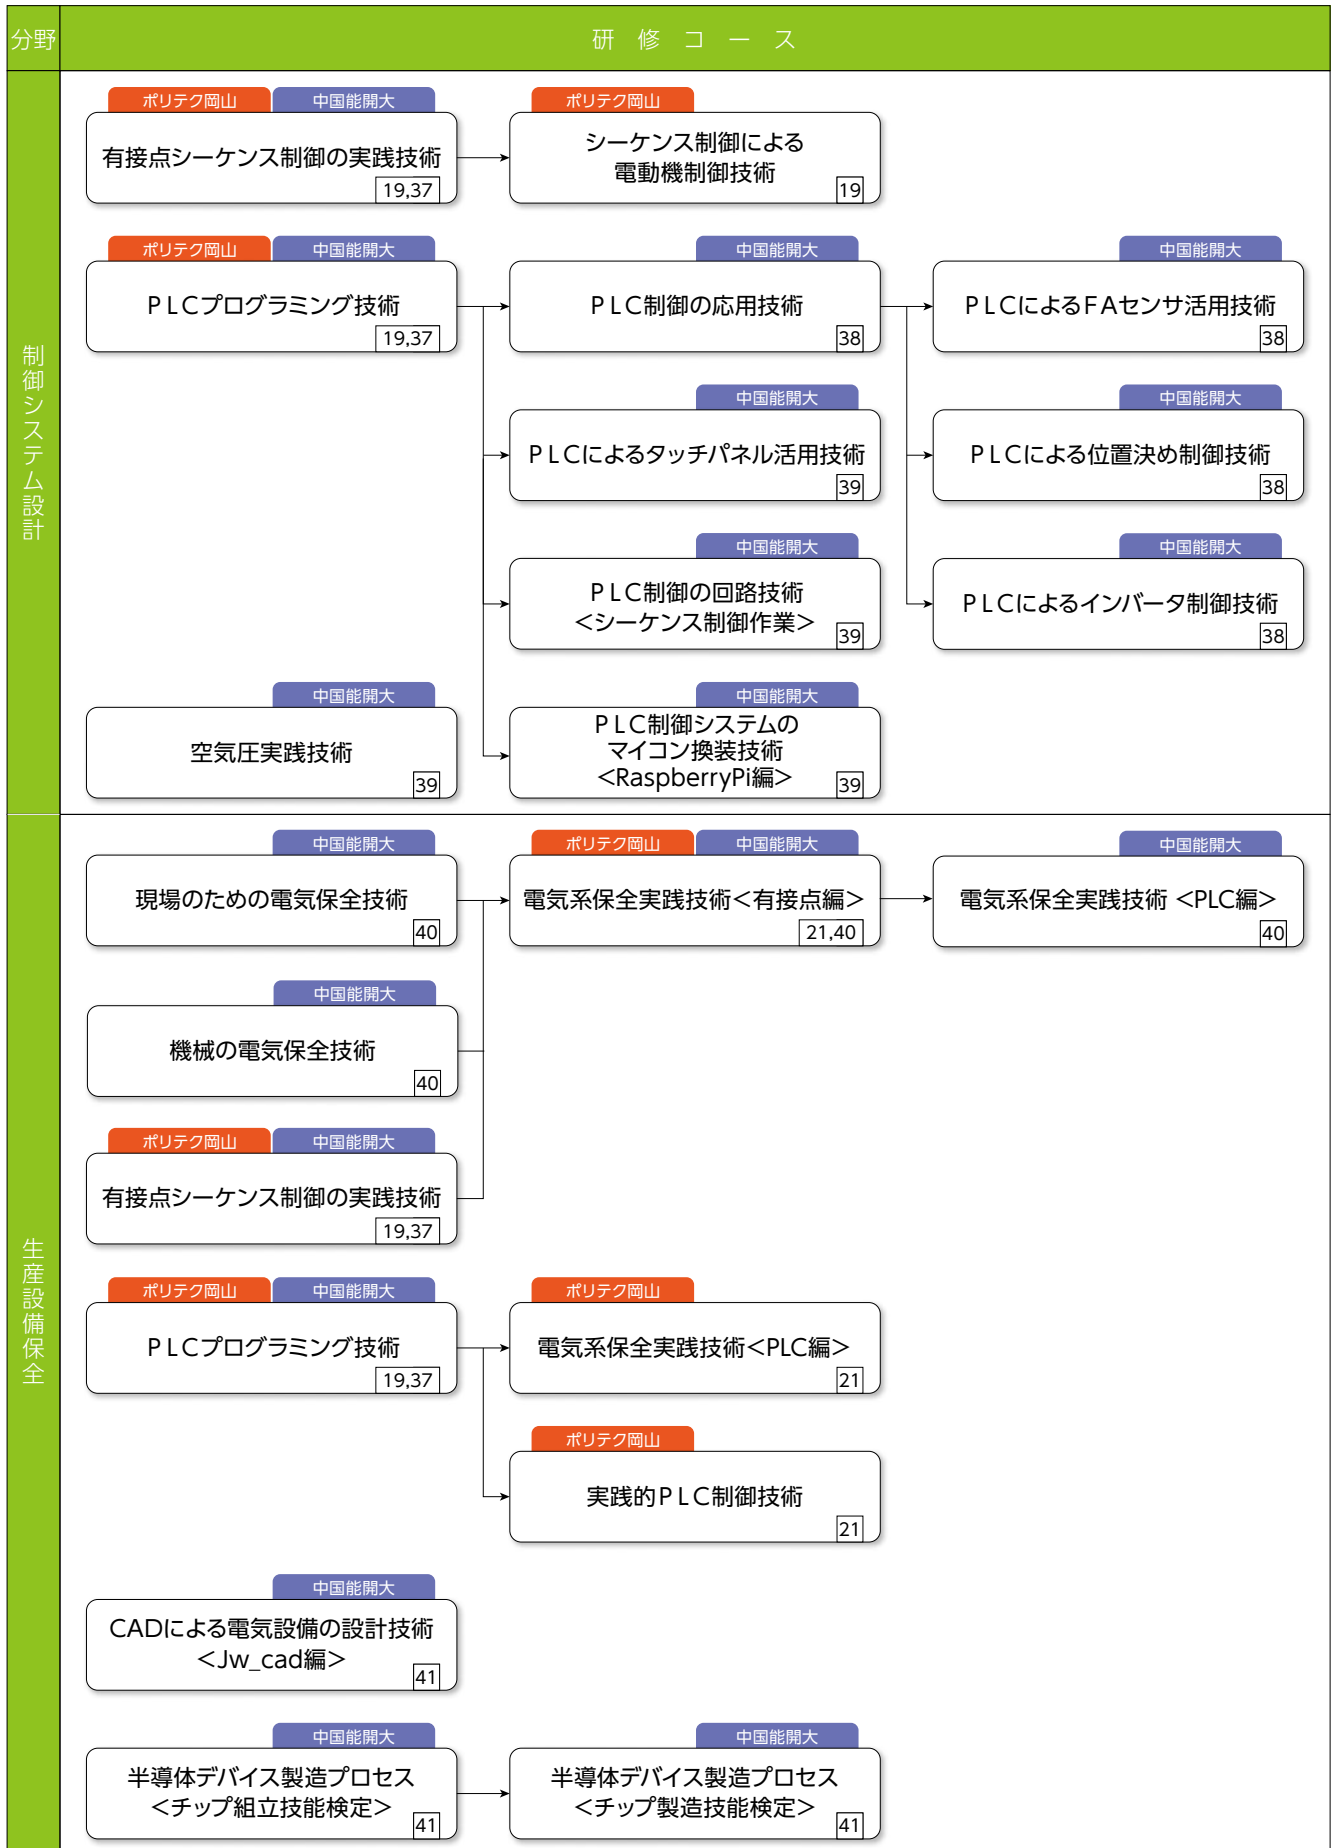 分野
研修コース
制御システム設計
ポリテク岡山 中国能開大
有接点シーケンス制御の実践技術
19,37
ポリテク岡山
シーケンス制御による
電動機制御技術
19
ポリテク岡山 中国能開大
PLCプログラミング技術
19,37
中国能開大
PLC制御の応用技術
38
中国能開大
PLCによるFAセンサ活用技術
38
中国能開大
PLCによるタッチパネル活用技術
39
中国能開大
PLCによる位置決め制御技術
38
中国能開大
PLC制御の回路技術
<シーケンス制御作業>
39
中国能開大
PLCによるインバータ制御技術
38
中国能開大
空気圧実践技術
39
中国能開大
PLC制御システムの
マイコン換装技術
<RaspberryPi編>
39
生産設備保全
中国能開大
現場のための電気保全技術
40
ポリテク岡山 中国能開大
電気系保全実践技術<有接点編>
21,40
中国能開大
電気系保全実践技術 <PLC編>
40
中国能開大
機械の電気保全技術
40
ポリテク岡山 中国能開大
有接点シーケンス制御の実践技術
19,37
ポリテク岡山 中国能開大
PLCプログラミング技術
19,37
ポリテク岡山
電気系保全実践技術<PLC編>
21
ポリテク岡山
実践的PLC制御技術
21
中国能開大
CADによる電気設備の設計技術
<Jw_cad編>
41
中国能開大
半導体デバイス製造プロセス
<チップ組立技能検定>
41
中国能開大
半導体デバイス製造プロセス
<チップ製造技能検定>
41